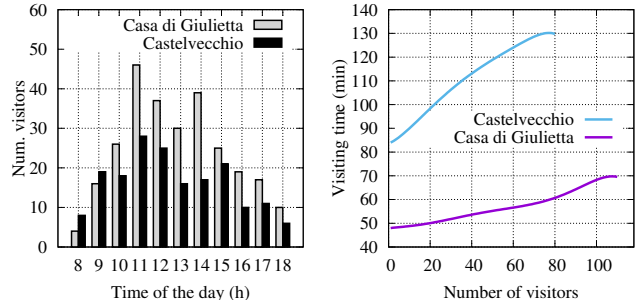 60
50
40
30
20
10
0
Num. visitors
Casa di Giulietta
Castelvecchio
8 9 10 11 12 13 14 15 16 17 18
Time of the day (h)
130
120
110
100
90
80
70
60
50
40
Visiting time (min)
Castelvecchio
Casa di Giulietta
0 20 40 60 80 100
Number of visitors